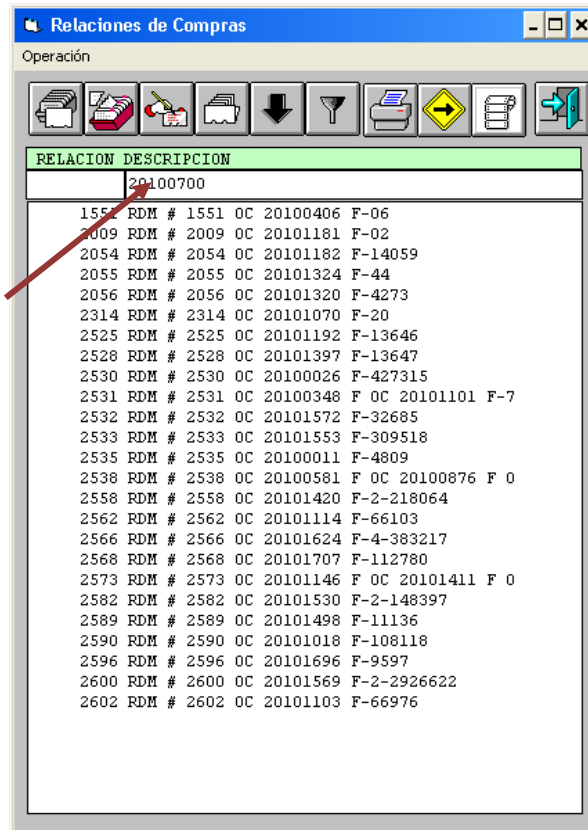 Relaciones de Compras
Operación
RELACION DESCRIPCION
20100700
1551 RDM # 1551 OC 20100406 F-06
2009 RDM # 2009 OC 20101181 F-02
2054 RDM # 2054 OC 20101182 F-14059
2055 RDM # 2055 OC 20101324 F-44
2056 RDM # 2056 OC 20101320 F-4273
2314 RDM # 2314 OC 20101070 F-20
2525 RDM # 2525 OC 20101192 F-13646
2528 RDM # 2528 OC 20101397 F-13647
2530 RDM # 2530 OC 20100026 F-427315
2531 RDM # 2531 OC 20100348 F OC 20101101 F-7
2532 RDM # 2532 OC 20101572 F-32685
2533 RDM # 2533 OC 20101553 F-309518
2535 RDM # 2535 OC 20100011 F-4809
2538 RDM # 2538 OC 20100581 F OC 20100876 F O
2558 RDM # 2558 OC 20101420 F-2-218064
2562 RDM # 2562 OC 20101114 F-66103
2566 RDM # 2566 OC 20101624 F-4-383217
2568 RDM # 2568 OC 20101707 F-112780
2573 RDM # 2573 OC 20101146 F OC 20101411 F O
2582 RDM # 2582 OC 20101530 F-2-148397
2589 RDM # 2589 OC 20101498 F-11136
2590 RDM # 2590 OC 20101018 F-108118
2596 RDM # 2596 OC 20101696 F-9597
2600 RDM # 2600 OC 20101569 F-2-2926622
2602 RDM # 2602 OC 20101103 F-66976